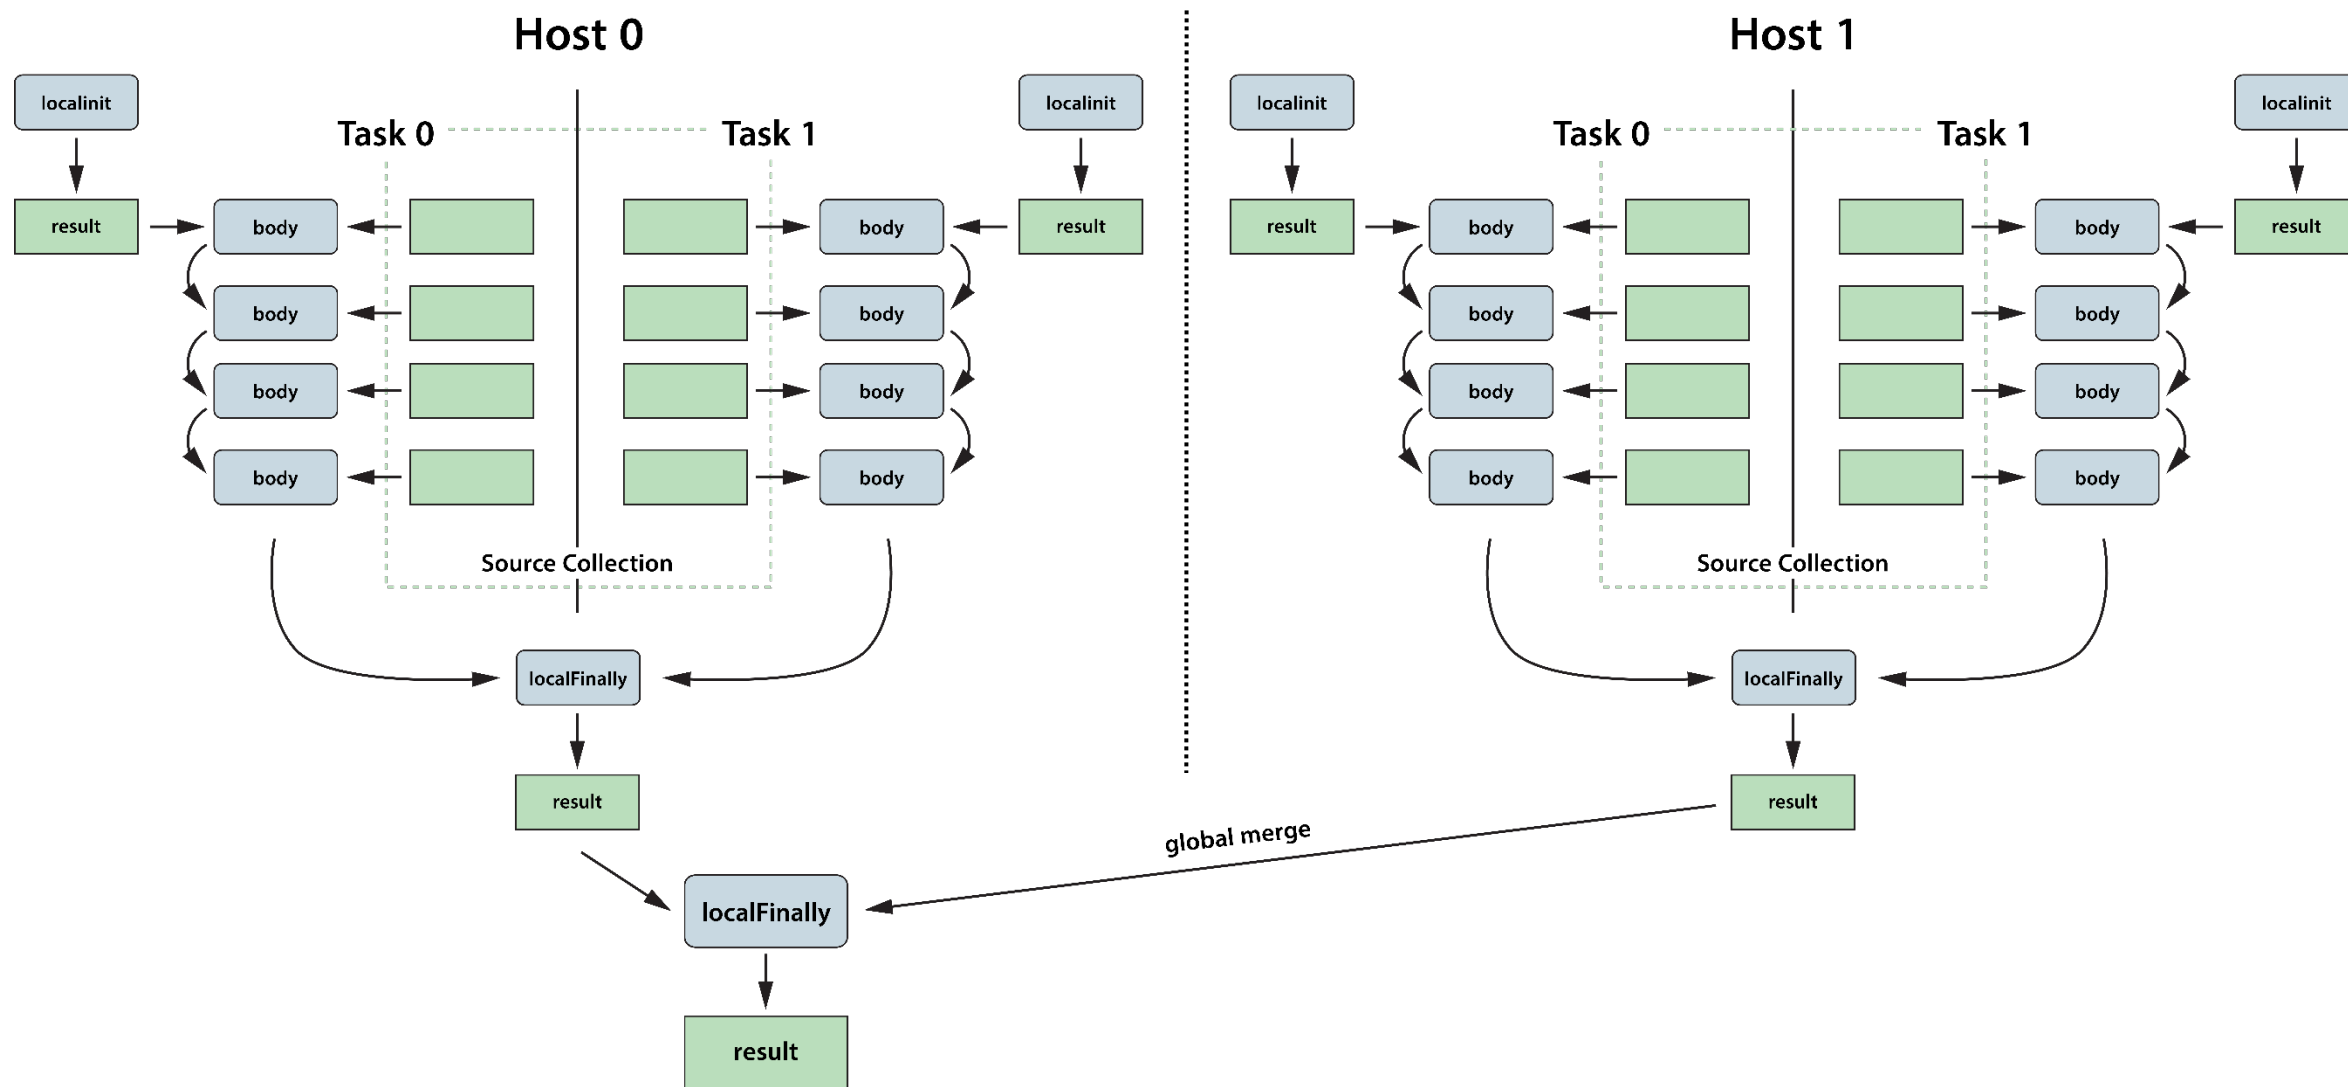 Host 0
Host 1
localinit
localinit
localinit
localinit
Task 0
Task 1
Task 0
Task 1
result
body
body
result
result
body
body
result
body
body
body
body
body
body
body
body
body
body
body
body
Source Collection
Source Collection
localFinally
localFinally
result
result
global merge
localFinally
result